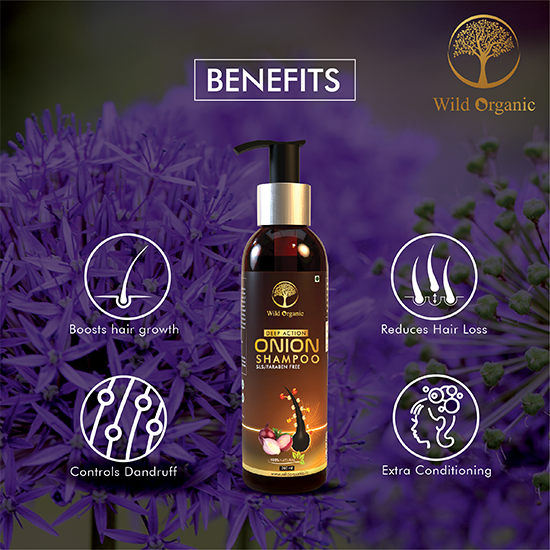 BENEFITS
Wild Organic
Boosts hair growth
Reduces Hair Loss
Controls Dandruff
Extra Conditioning
Wild Organic
DEEP ACTION
ONION
SHAMPOO
SLS/PARABEN FREE